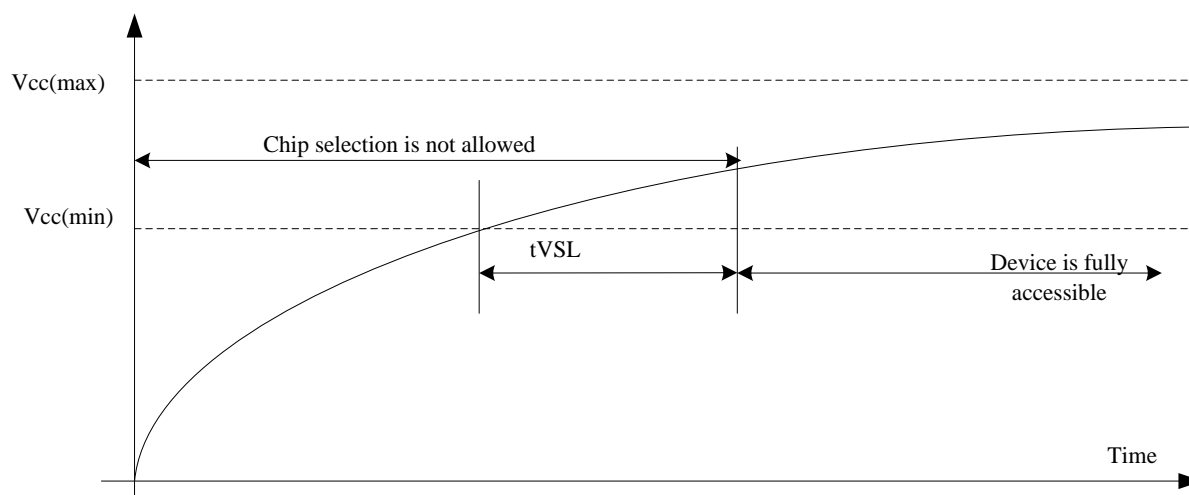 Vcc(max)
Chip selection is not allowed
Vcc(min)
tVSL
Device is fully
accessible
Time